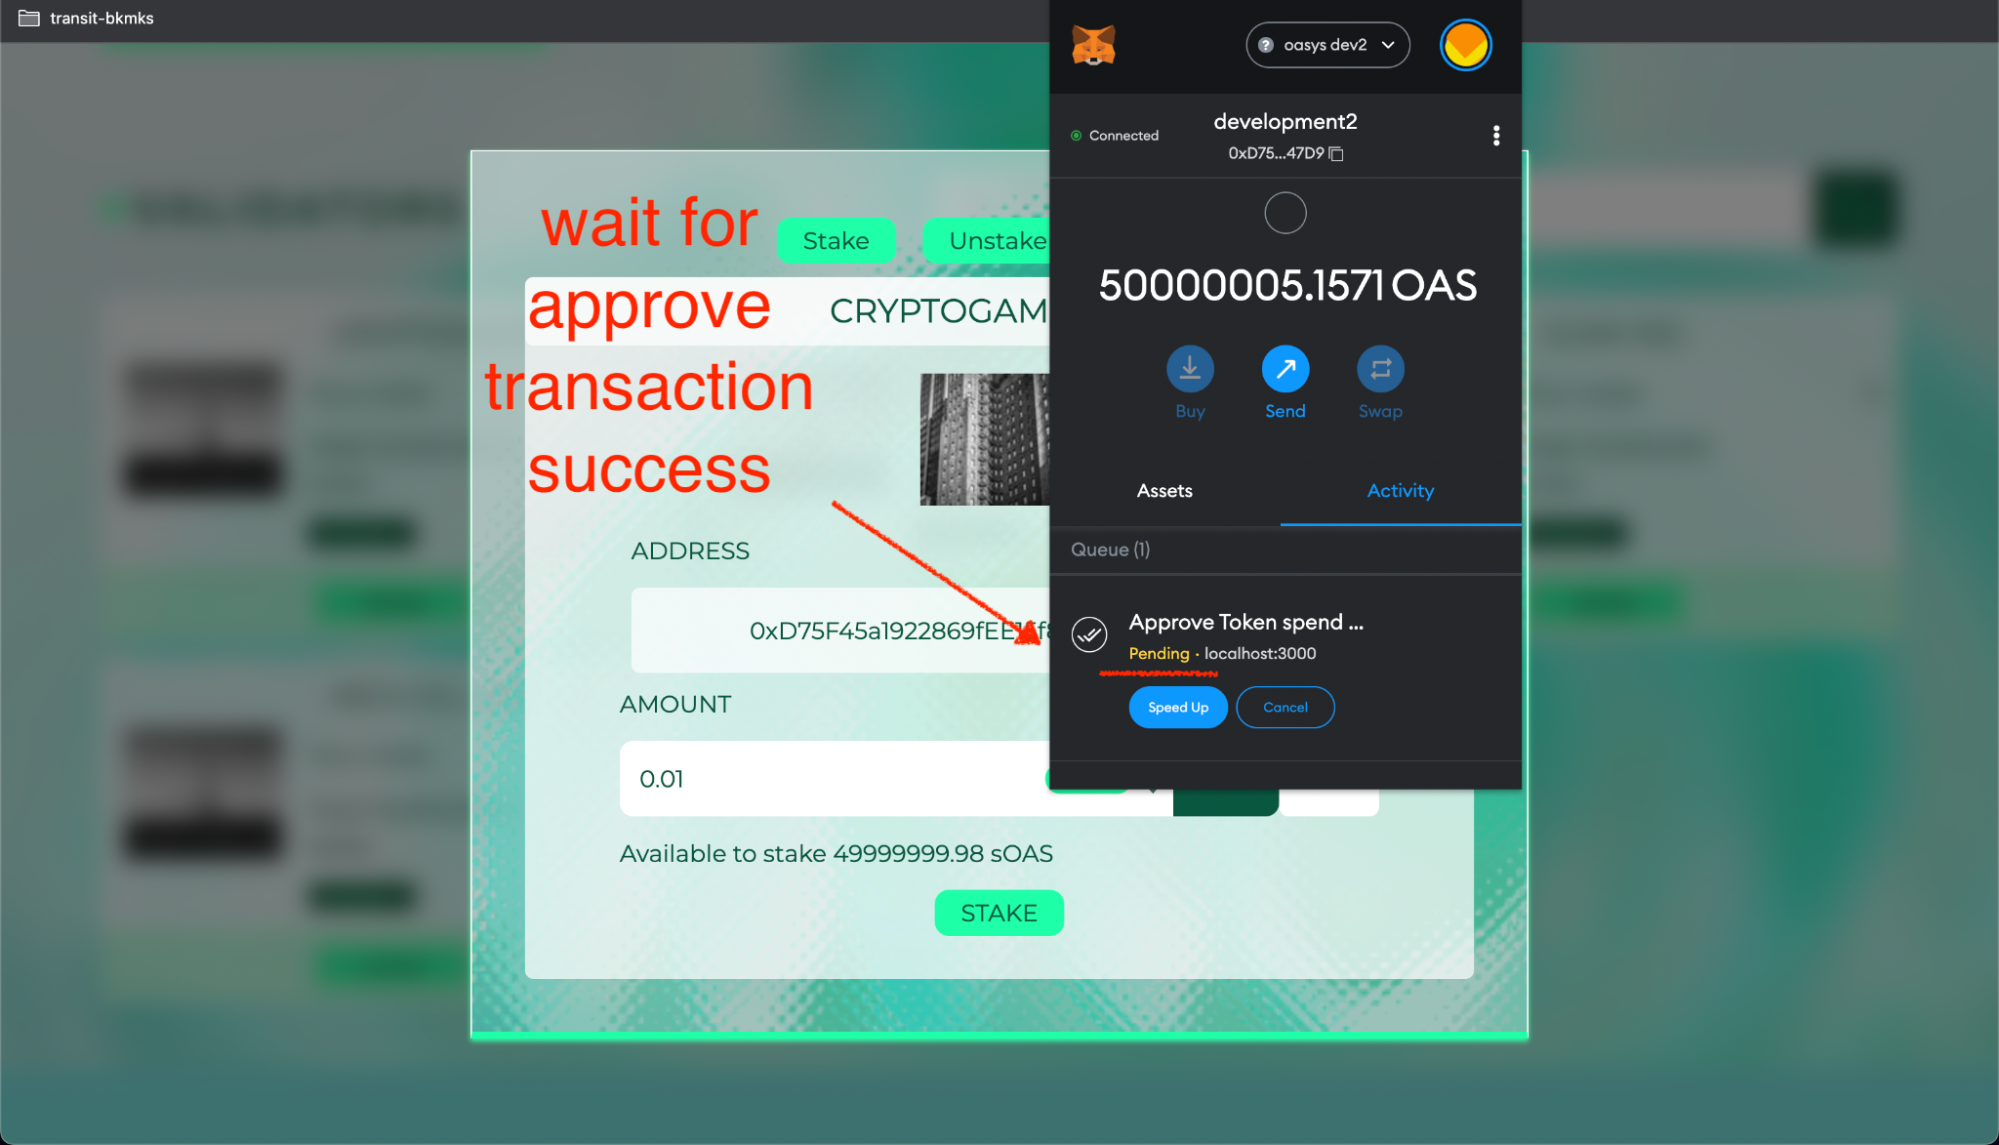 transit-bkmks
oasys dev2
Connected
development2
0xD75...47D9
50000005.1571 OAS
Buy
Send
Swap
Assets
Activity
Queue (1)
Approve Token spend ...
Pending · localhost:3000
Speed Up
Cancel
wait for
approve
transaction
success
Stake
Unstake
CRYPTOGAM
ADDRESS
AMOUNT
0.01
Available to stake 49999999.98 sOAS
STAKE
VALIDATORS